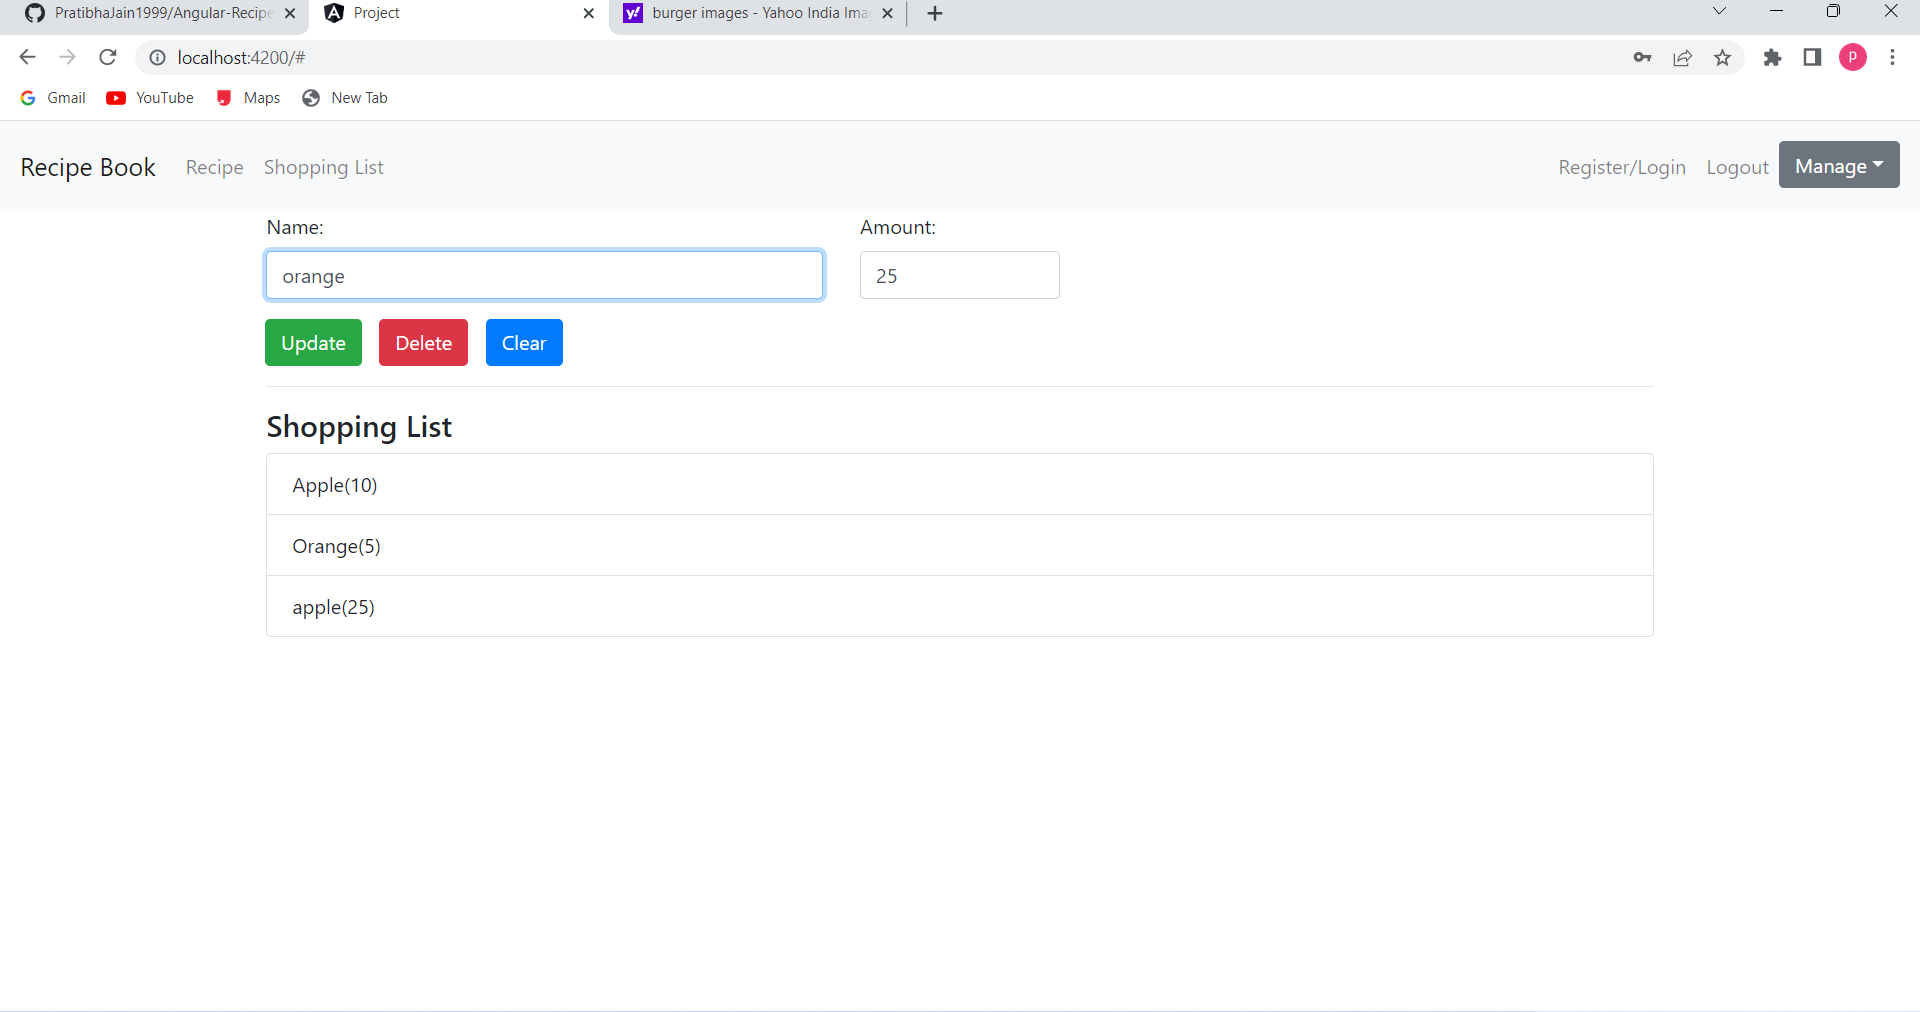 PratibhaJain1999/Angular-Recipe
Project
burger images - Yahoo India Ima
localhost:4200/#
P
Gmail
YouTube
Maps
New Tab
Recipe Book
Recipe
Shopping List
Register/Login
Logout
Manage
Name:
Amount:
orange
25
Update
Delete
Clear
Shopping List
Apple(10)
Orange(5)
apple(25)